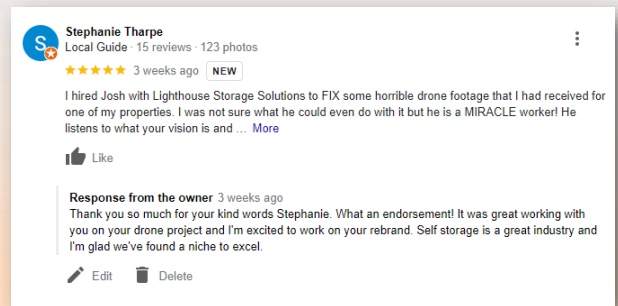 S
Stephanie Tharpe
Local Guide · 15 reviews · 123 photos
★★★★★ 3 weeks ago NEW
I hired Josh with Lighthouse Storage Solutions to FIX some horrible drone footage that I had received for
one of my properties. I was not sure what he could even do with it but he is a MIRACLE worker! He
listens to what your vision is and … More
Like
Response from the owner 3 weeks ago
Thank you so much for your kind words Stephanie. What an endorsement! It was great working with
you on your drone project and I'm excited to work on your rebrand. Self storage is a great industry and
I'm glad we've found a niche to excel.
Edit Delete